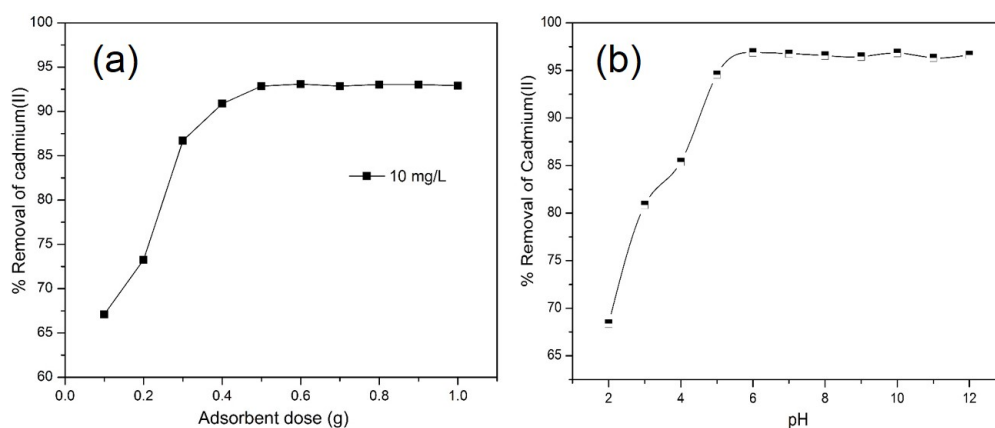 (a)
% Removal of cadmium(II)
100
95
90
85
80
75
70
65
60
10 mg/L
0.0 0.2 0.4 0.6 0.8 1.0
Adsorbent dose (g)
(b)
% Removal of Cadmium(II)
100
95
90
85
80
75
70
65
2 4 6 8 10 12
pH